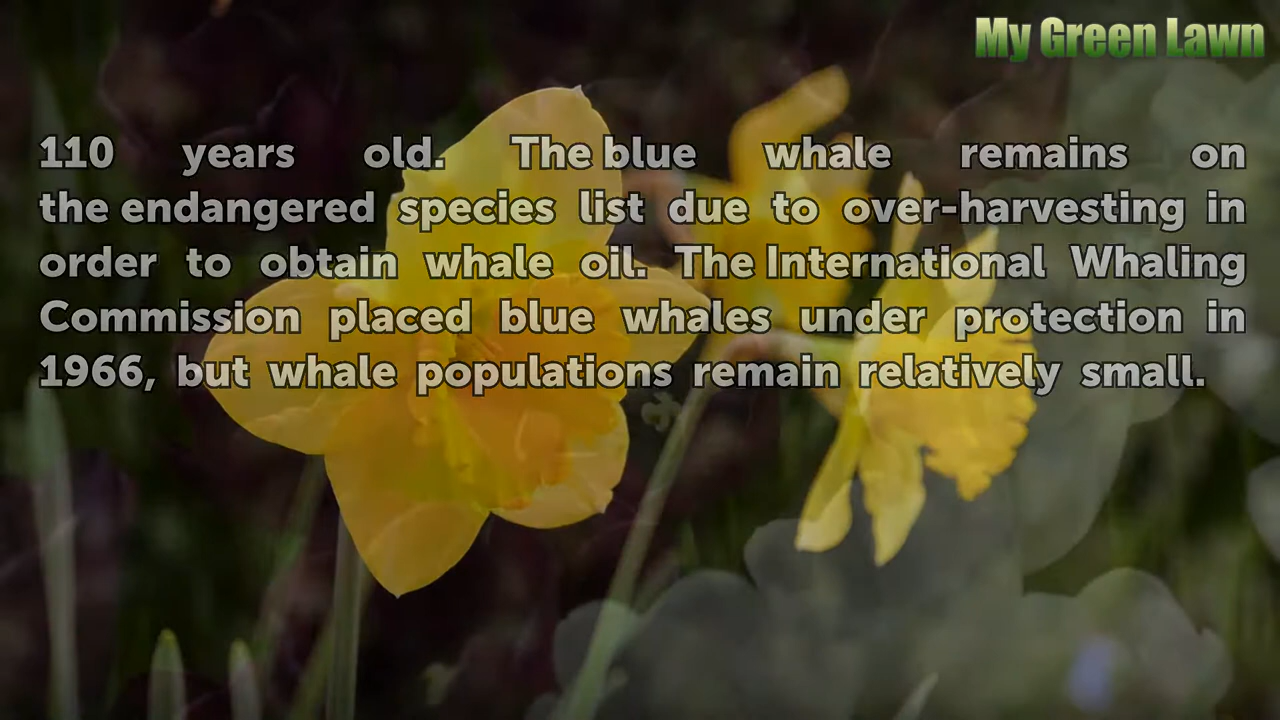 My Green Lawn
110 years old. The blue whale remains on
the endangered species list due to over-harvesting in
order to obtain whale oil. The International Whaling
Commission placed blue whales under protection in
1966, but whale populations remain relatively small.